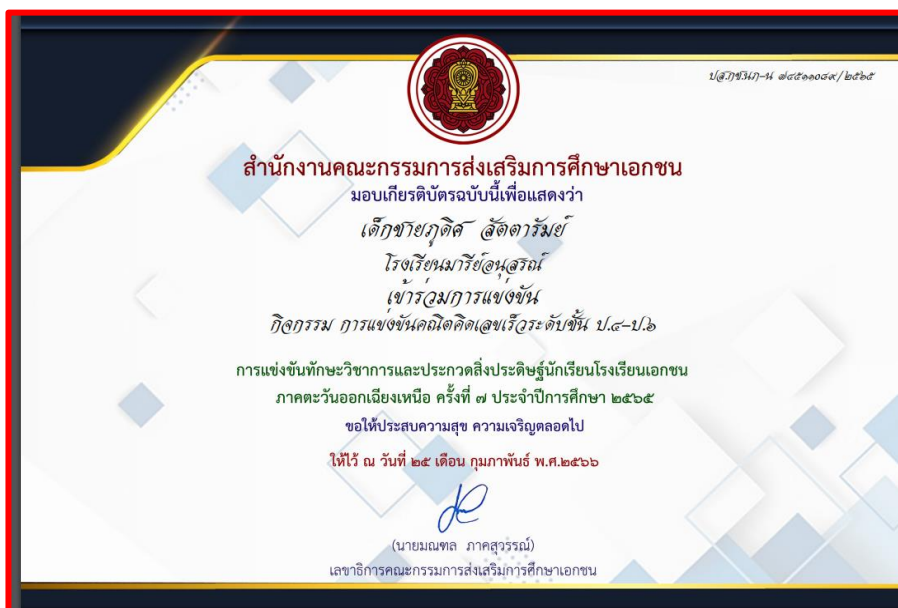 ปส.กช.นภ-น ๗๔๕๑๑๐๘๙/๒๕๖๕
สำนักงานคณะกรรมการส่งเสริมการศึกษาเอกชน
มอบเกียรติบัตรฉบับนี้เพื่อแสดงว่า
เด็กชายภูดิศ สัตตารัมย์
โรงเรียนมารีย์อนุสรณ์
เข้าร่วมการแข่งขัน
กิจกรรม การแข่งขันคณิตคิดเลขเร็วระดับชั้น ป.๔-ป.๖
การแข่งขันทักษะวิชาการและประกวดสิ่งประดิษฐ์นักเรียนโรงเรียนเอกชน
ภาคตะวันออกเฉียงเหนือ ครั้งที่ ๗ ประจำปีการศึกษา ๒๕๖๕
ขอให้ประสบความสุข ความเจริญตลอดไป
ให้ไว้ ณ วันที่ ๒๕ เดือน กุมภาพันธ์ พ.ศ.๒๕๖๖
(นายมณฑล ภาคสุวรรณ์)
เลขาธิการคณะกรรมการส่งเสริมการศึกษาเอกชน